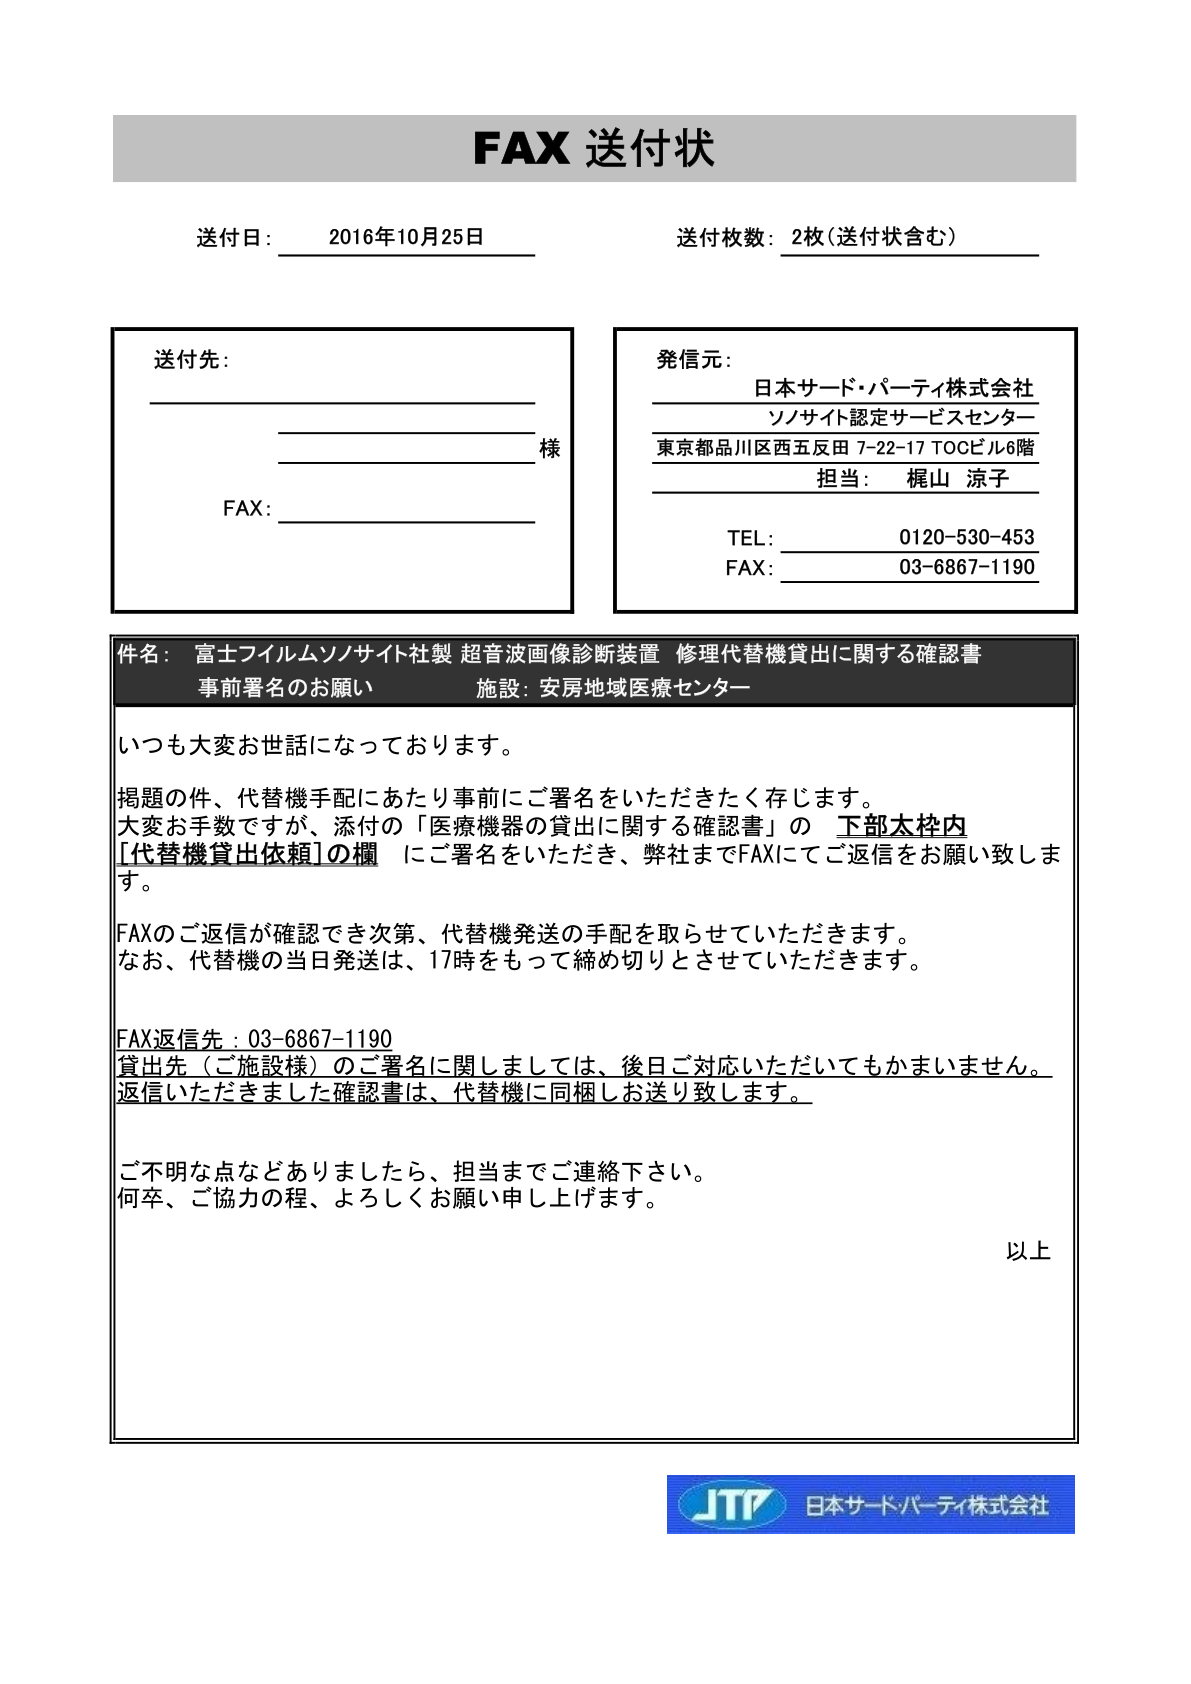 FAX 送付状
送付日： 2016年10月25日 送付枚数： 2枚（送付状含む）
送付先：
様
FAX：
発信元：
日本サード・パーティ株式会社
ソノサイト認定サービスセンター
東京都品川区西五反田 7-22-17 TOCビル6階
担当： 梶山 涼子
TEL： 0120-530-453
FAX： 03-6867-1190
件名： 富士フイルムソノサイト社製 超音波画像診断装置 修理代替機貸出に関する確認書
事前署名のお願い 施設：安房地域医療センター
いつも大変お世話になっております。
掲題の件、代替機手配にあたり事前にご署名をいただきたく存じます。
大変お手数ですが、添付の「医療機器の貸出に関する確認書」の 下部太枠内
[代替機貸出依頼]の欄 にご署名をいただき、弊社までFAXにてご返信をお願い致しま
す。
FAXのご返信が確認でき次第、代替機発送の手配を取らせていただきます。
なお、代替機の当日発送は、17時をもって締め切りとさせていただきます。
FAX返信先：03-6867-1190
貸出先（ご施設様）のご署名に関しましては、後日ご対応いただいてもかまいません。
返信いただきました確認書は、代替機に同梱しお送り致します。
ご不明な点などありましたら、担当までご連絡下さい。
何卒、ご協力の程、よろしくお願い申し上げます。
以上
JTP 日本サード・パーティ株式会社